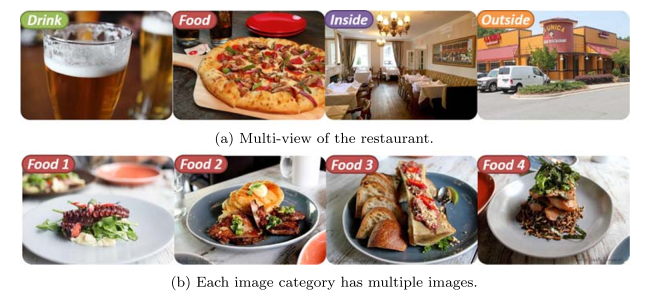 Drink Food Inside Outside
(a) Multi-view of the restaurant.
Food 1 Food 2 Food 3 Food 4
(b) Each image category has multiple images.